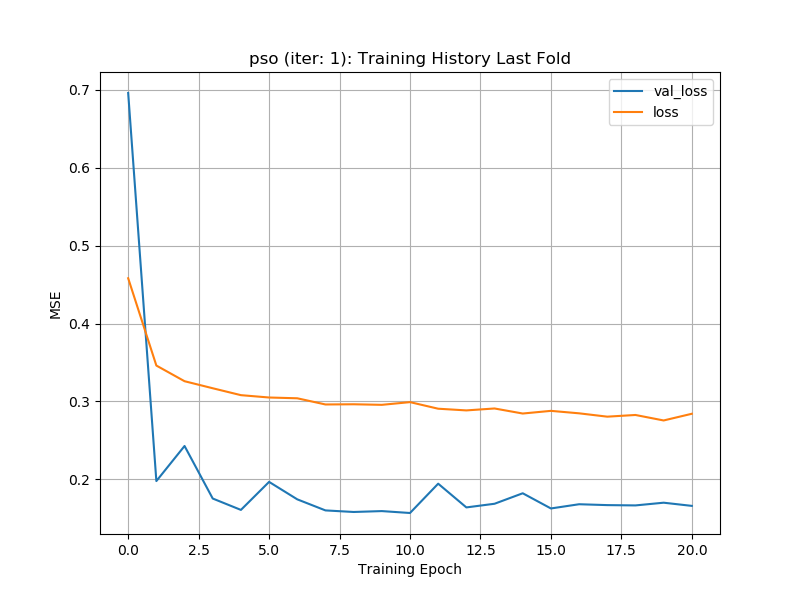 pso (iter: 1): Training History Last Fold
val_loss
loss
MSE
0.7
0.6
0.5
0.4
0.3
0.2
0.0 2.5 5.0 7.5 10.0 12.5 15.0 17.5 20.0
Training Epoch